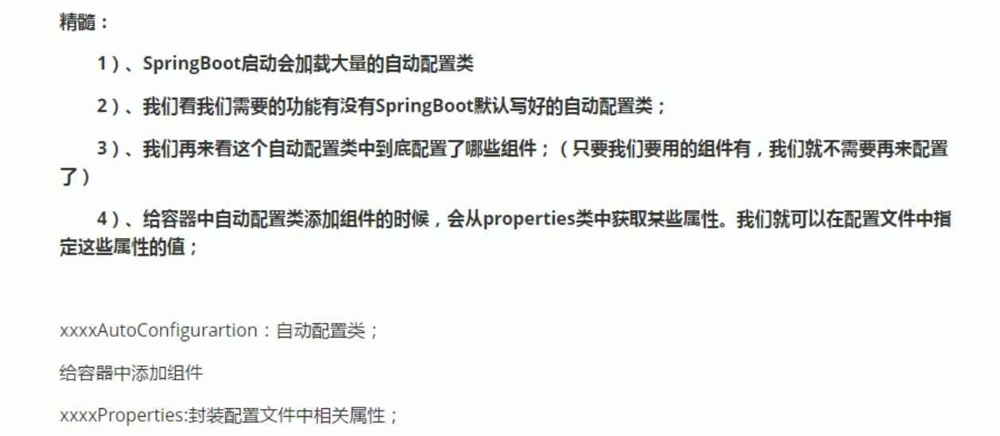 精髓：
1）、SpringBoot启动会加载大量的自动配置类
2）、我们看我们需要的功能有没有SpringBoot默认写好的自动配置类；
3）、我们再来看这个自动配置类中到底配置了哪些组件；（只要我们要用的组件有，我们就不需要再来配置
了）
4）、给容器中自动配置类添加组件的时候，会从properties类中获取某些属性。我们就可以在配置文件中指
定这些属性的值；
xxxxAutoConfigurartion：自动配置类；
给容器中添加组件
xxxxProperties:封装配置文件中相关属性；